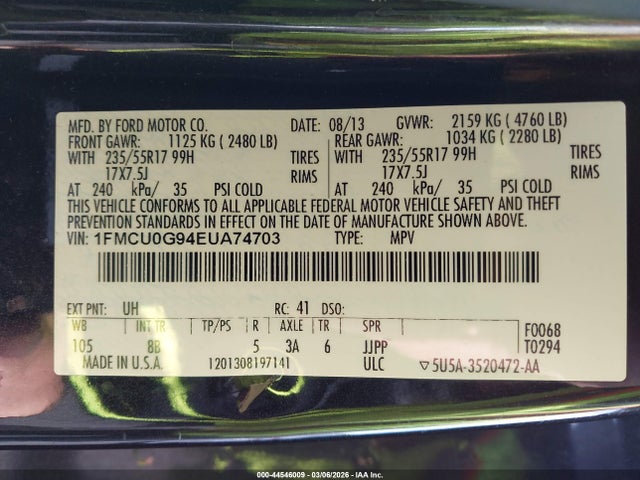 MFD. BY FORD MOTOR CO. DATE: 08/13 GVWR: 2159 KG ( 4760 LB)
FRONT GAWR: 1125 KG ( 2480 LB) REAR GAWR: 1034 KG ( 2280 LB)
WITH 235/55R17 99H TIRES WITH 235/55R17 99H TIRES
17X7.5J RIMS 17X7.5J RIMS
AT 240 kPa/ 35 PSI COLD AT 240 kPa/ 35 PSI COLD
THIS VEHICLE CONFORMS TO ALL APPLICABLE FEDERAL MOTOR VEHICLE SAFETY AND THEFT
PREVENTION STANDARDS IN EFFECT ON THE DATE OF MANUFACTURE SHOWN ABOVE.
VIN: 1FMCU0G94EUA74703 TYPE: MPV
EXT PNT: UH RC: 41 DSO:
WB INT TR TP/PS R AXLE TR SPR F0068
105 8B 5 3A 6 JJPP T0294
MADE IN U.S.A. 1201308197141 ULC ▽5U5A-3520472-AA
000-44546009 - 03/06/2026 - IAA Inc.